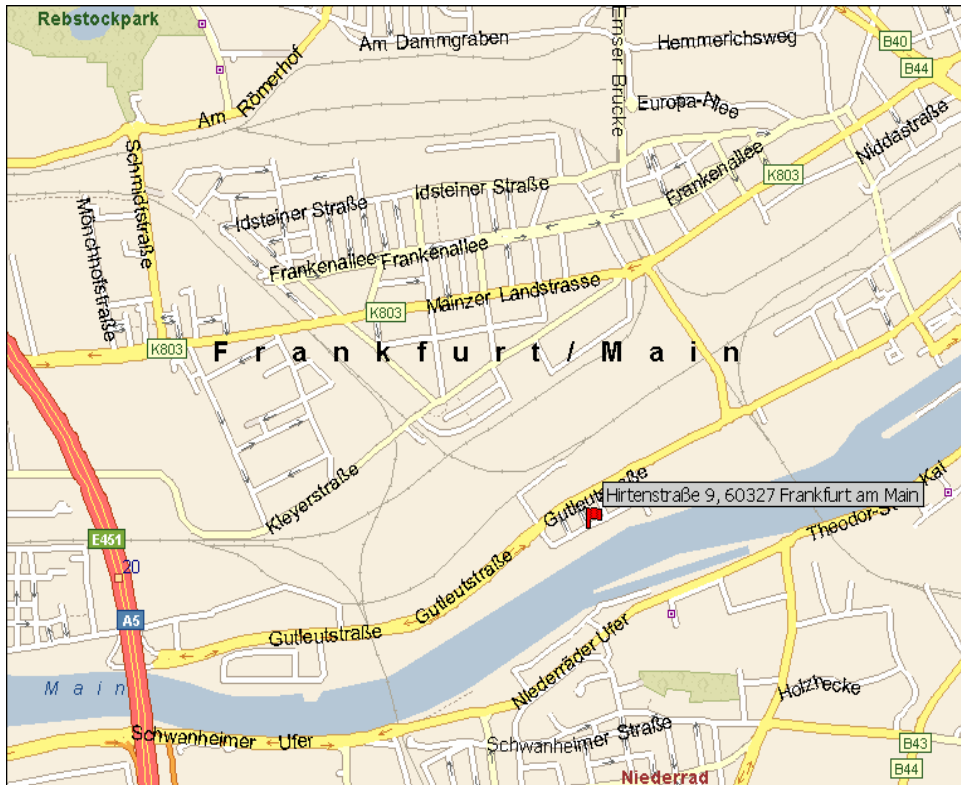 Rebstockpark
Am Dammgraben
Hemmerichsweg
B40
B44
Am Römerhof
Emser Brücke
Europa-Allee
Niddastraße
Schmidtstraße
Mönchhofstraße
Idsteiner Straße
Idsteiner Straße
Frankenallee
K803
Frankenallee
Frankenallee
Mainzer Landstrasse
K803
K803
Frankfurt/Main
Kleyerstraße
Gutleutstraße
Hirtenstraße 9, 60327 Frankfurt am Main
Kai
Theodor-
E451
20
A5
Gutleutstraße
Gutleutstraße
Main
Niederräder Ufer
Holzhecke
Schwanheimer Ufer
Schwanheimer Straße
B43
B44
Niederrad